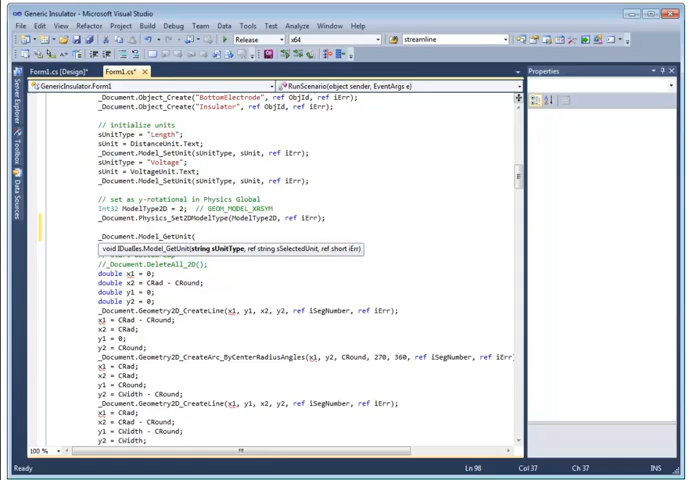 Generic Insulator - Microsoft Visual Studio
File Edit View Refactor Project Build Debug Team Data Tools Test Analyze Window Help
Release x64 streamline
Form1.cs [Design]* Form1.cs*
GenericInsulator.Form1 RunScenario(object sender, EventArgs e)
Server Explorer
Toolbox
Data Sources
_Document.Object_Create("BottomElectrode", ref ObjId, ref iErr);
_Document.Object_Create("Insulator", ref ObjId, ref iErr);
// initialize units
sUnitType = "Length";
sUnit = DistanceUnit.Text;
_Document.Model_SetUnit(sUnitType, sUnit, ref iErr);
sUnitType = "Voltage";
sUnit = VoltageUnit.Text;
_Document.Model_SetUnit(sUnitType, sUnit, ref iErr);
// set as y-rotational in Physics Global
Int32 ModelType2D = 2; // GEOM_MODEL_XRSYM
_Document.Physics_Set2DModelType(ModelType2D, ref iErr);
_Document.Model_GetUnit(
void IDualIes.Model_GetUnit(string sUnitType, ref string sSelectedUnit, ref short iErr)
//_Document.DeleteAll_2D();
double x1 = 0;
double x2 = CRad - CRound;
double y1 = 0;
double y2 = 0;
_Document.Geometry2D_CreateLine(x1, y1, x2, y2, ref iSegNumber, ref iErr);
x1 = CRad - CRound;
x2 = CRad;
y1 = 0;
y2 = CRound;
_Document.Geometry2D_CreateArc_ByCenterRadiusAngles(x1, y2, CRound, 270, 360, ref iSegNumber, ref iErr)
x1 = CRad;
x2 = CRad;
y1 = CRound;
y2 = CWidth - CRound;
_Document.Geometry2D_CreateLine(x1, y1, x2, y2, ref iSegNumber, ref iErr);
x1 = CRad;
x2 = CRad - CRound;
y1 = CWidth - CRound;
y2 = CWidth;
100 %
Properties
Ready Ln 98 Col 37 Ch 37 INS